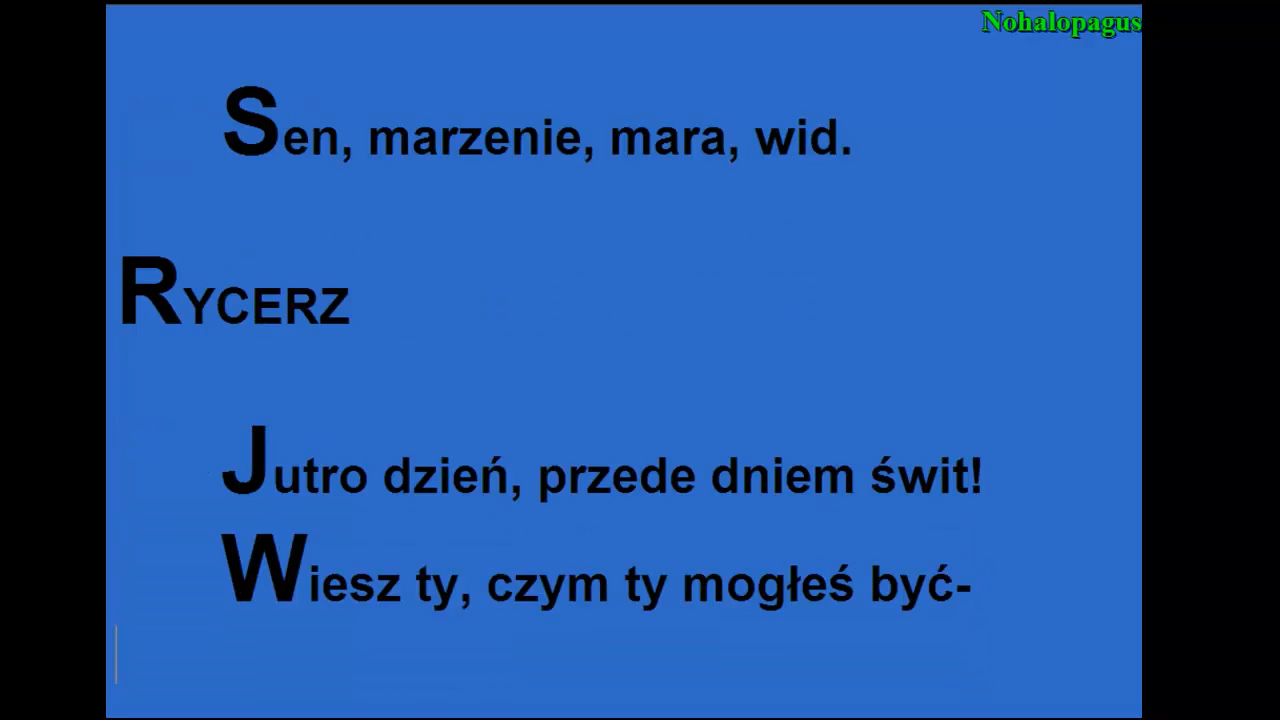 Nohalopagus
Sen, marzenie, mara, wid.
RYCERZ
Jutro dzień, przede dniem świt!
Wiesz ty, czym ty mogłeś być-